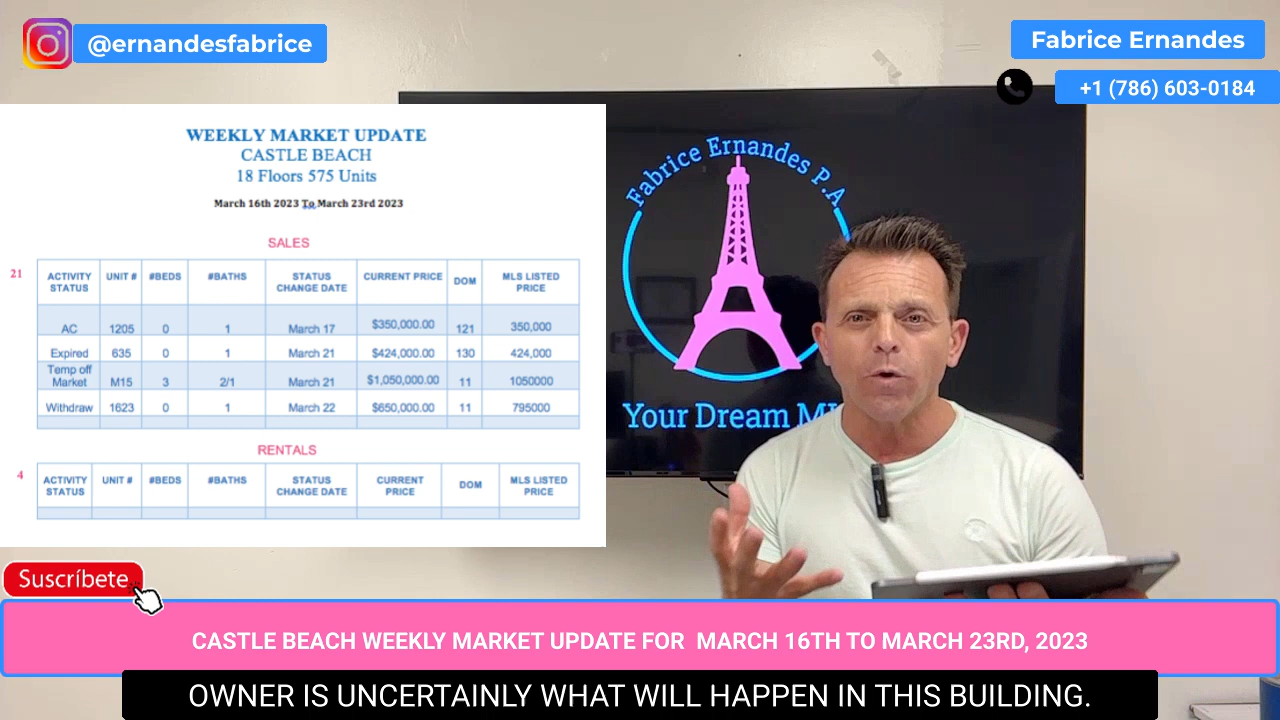 @ernandesfabrice
Fabrice Ernandes
+1 (786) 603-0184
WEEKLY MARKET UPDATE
CASTLE BEACH
18 Floors 575 Units
March 16th 2023 To March 23rd 2023
SALES
21
ACTIVITY STATUS UNIT # #BEDS #BATHS STATUS CHANGE DATE CURRENT PRICE DOM MLS LISTED PRICE
AC 1205 0 1 March 17 $350,000.00 121 350,000
Expired 635 0 1 March 21 $424,000.00 130 424,000
Temp off Market M15 3 2/1 March 21 $1,050,000.00 11 1050000
Withdraw 1623 0 1 March 22 $650,000.00 11 795000
RENTALS
4
ACTIVITY STATUS UNIT # #BEDS #BATHS STATUS CHANGE DATE CURRENT PRICE DOM MLS LISTED PRICE
Fabrice Ernandes P.A
Your Dream
Suscríbete
CASTLE BEACH WEEKLY MARKET UPDATE FOR MARCH 16TH TO MARCH 23RD, 2023
OWNER IS UNCERTAINLY WHAT WILL HAPPEN IN THIS BUILDING.